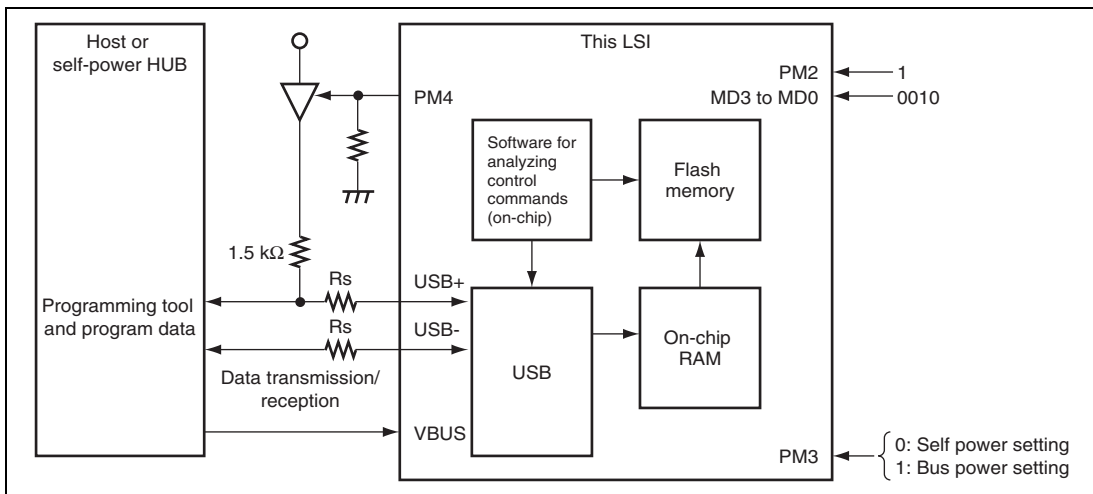 Host or
self-power HUB
This LSI
PM2
1
PM4
MD3 to MD0
0010
Software for
analyzing
control
commands
(on-chip)
Flash
memory
1.5 kΩ
Rs
USB+
Programming tool
and program data
Rs
USB-
USB
On-chip
RAM
Data transmission/
reception
VBUS
PM3
0: Self power setting
1: Bus power setting